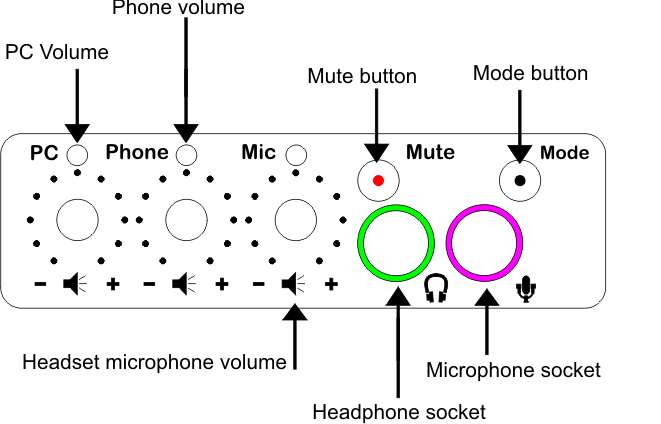 Phone volume
PC Volume
Mute button
Mode button
PC
Phone
Mic
Mute
Mode
- + - + - +
Headset microphone volume
Microphone socket
Headphone socket